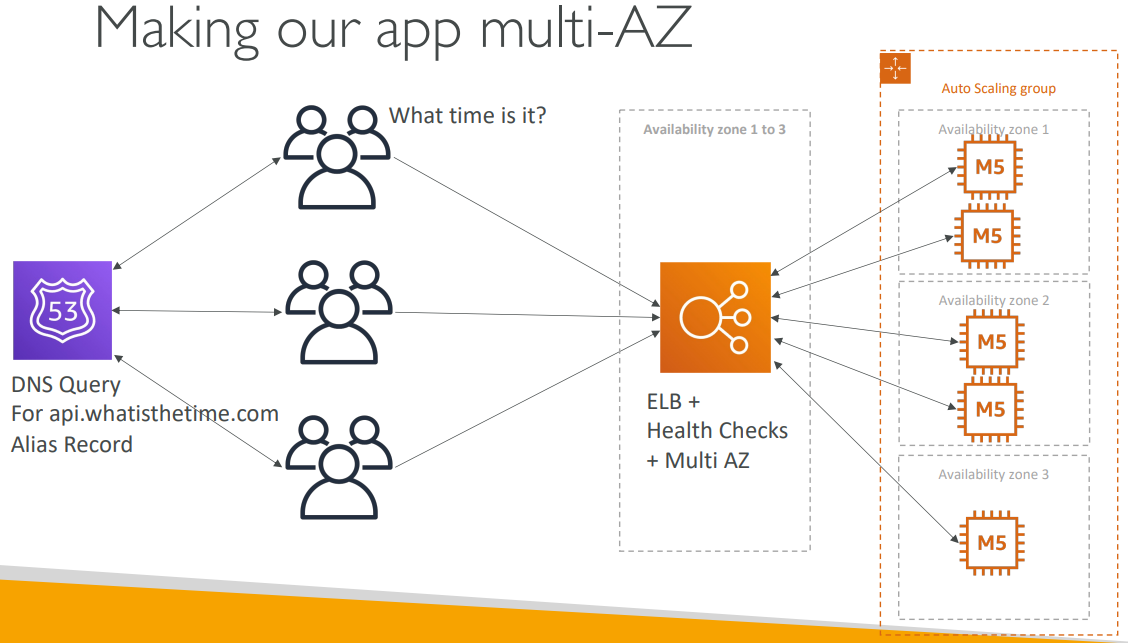 Making our app multi-AZ
What time is it?
Availability zone 1 to 3
Auto Scaling group
Availability zone 1
M5
M5
Availability zone 2
M5
M5
Availability zone 3
M5
53
DNS Query
For api.whatisthetime.com
Alias Record
ELB +
Health Checks
+ Multi AZ